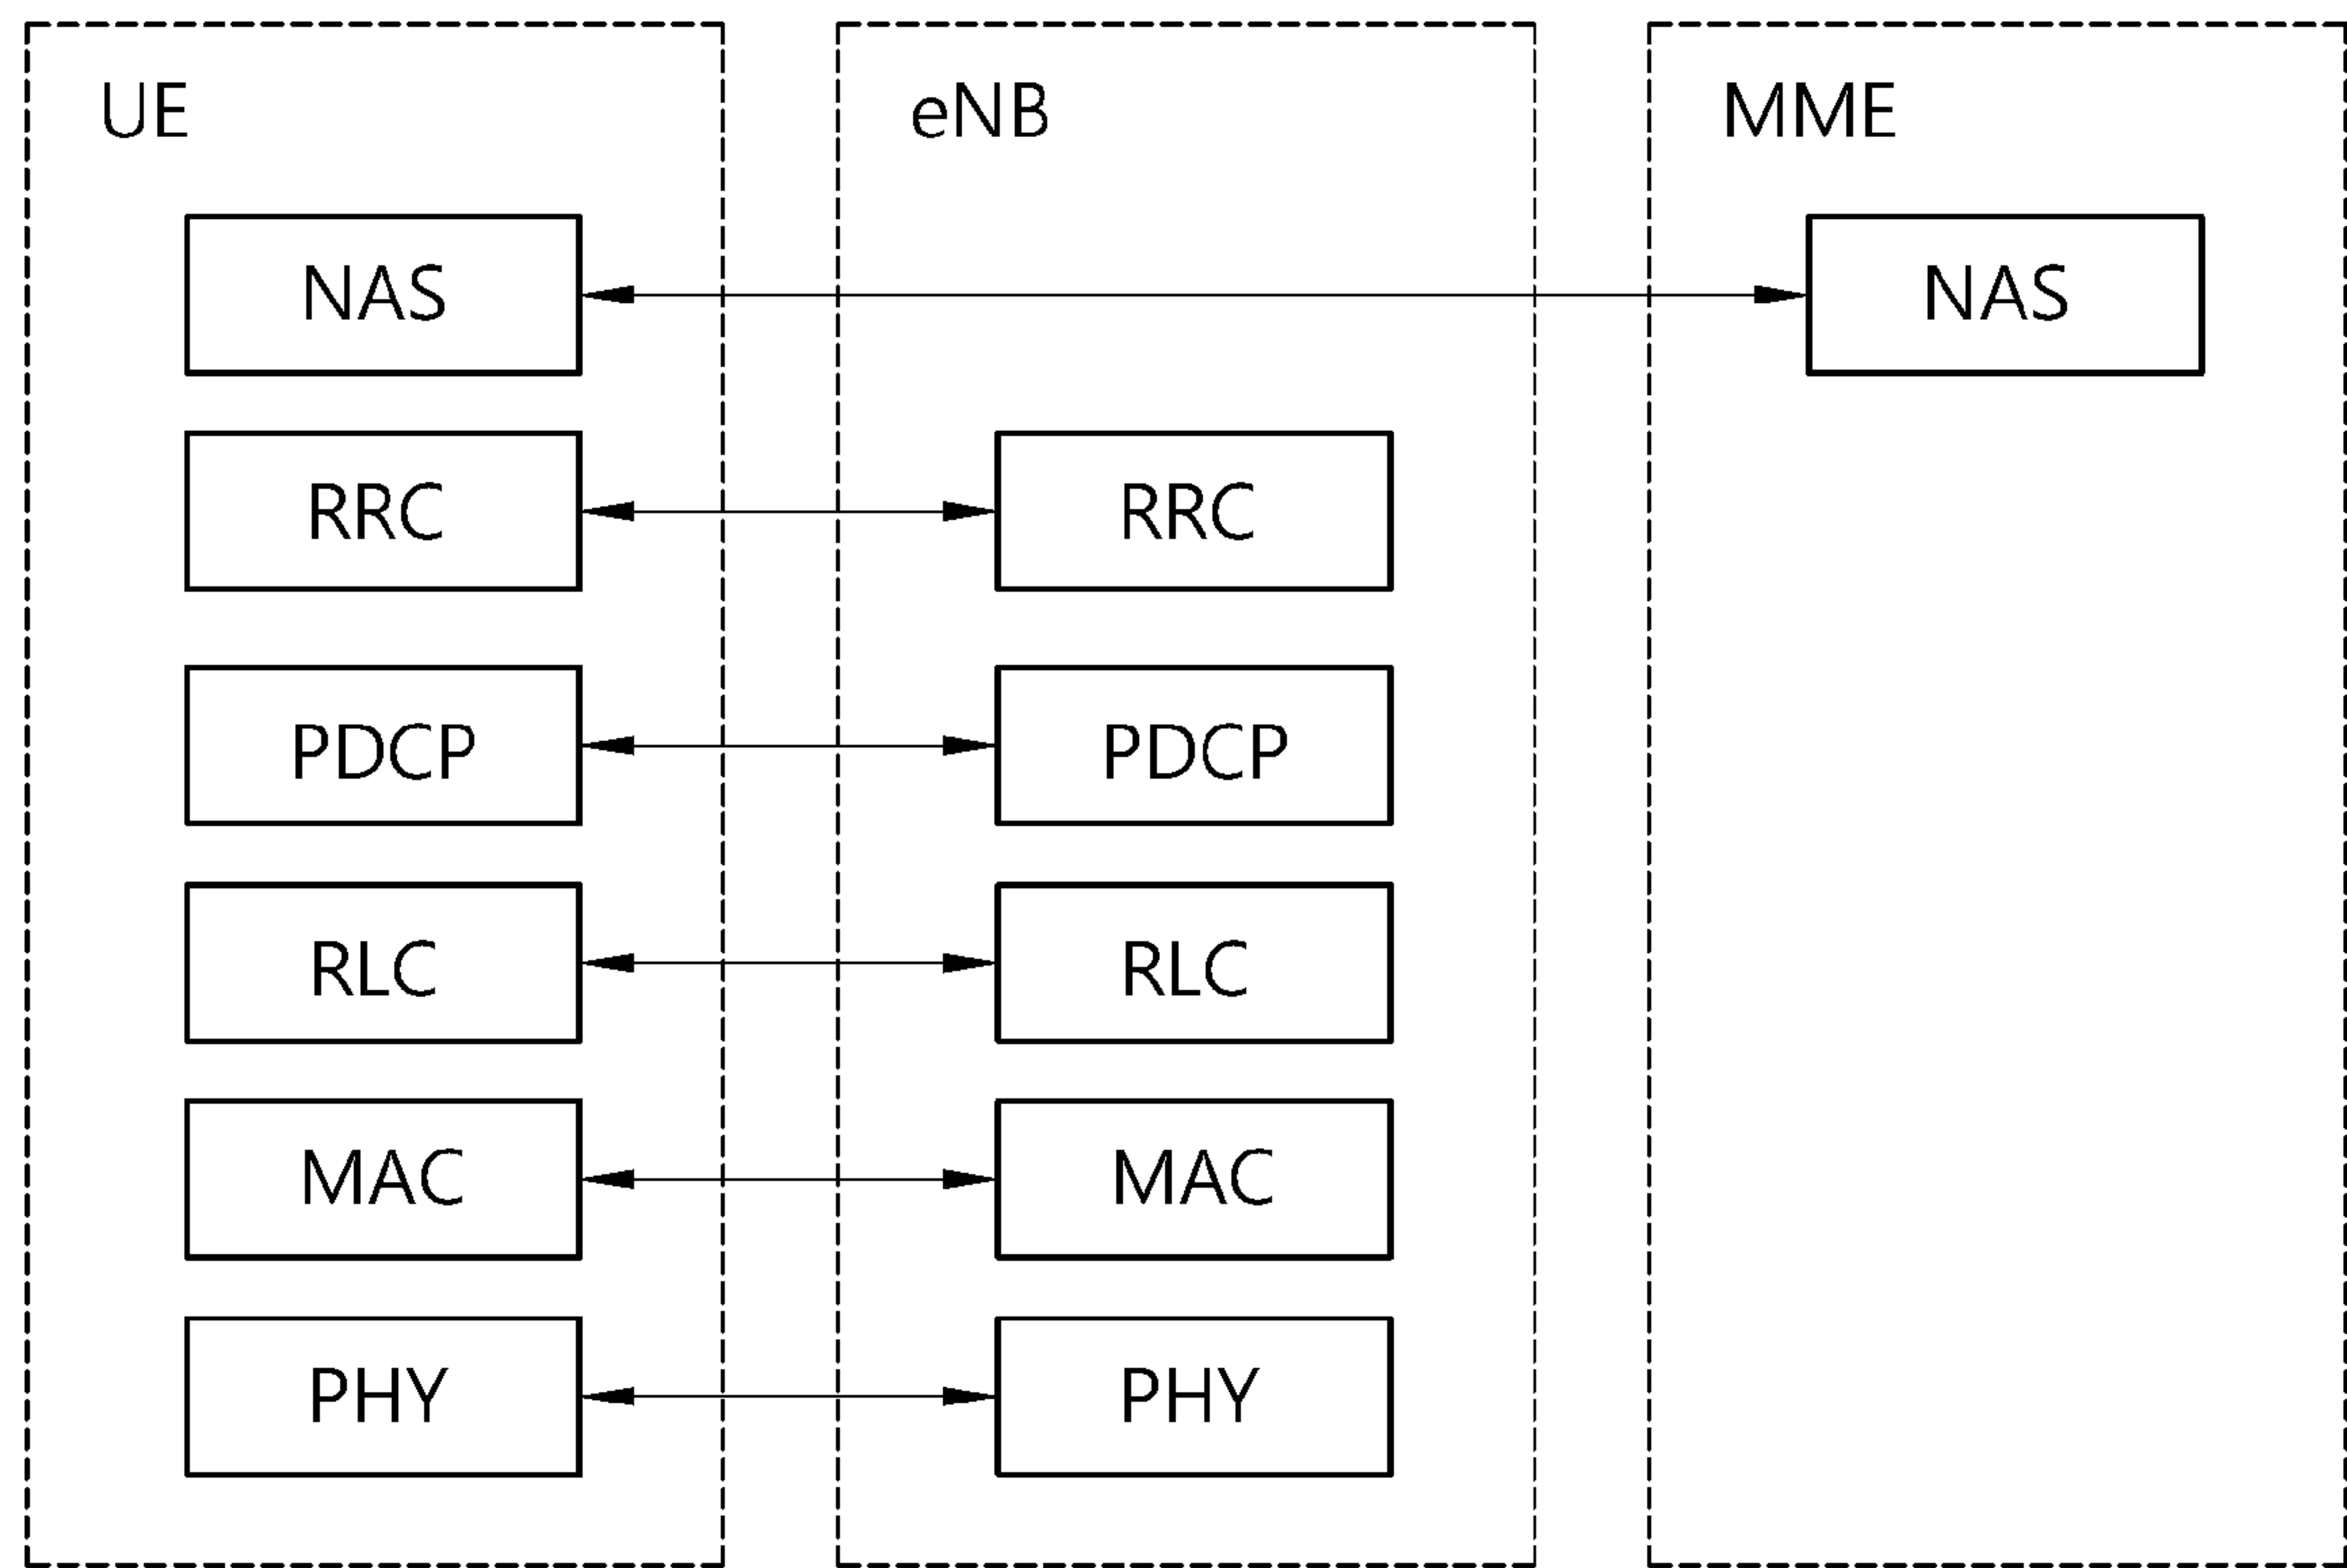 UE
eNB
MME
NAS
NAS
RRC
RRC
PDCP
PDCP
RLC
RLC
MAC
MAC
PHY
PHY